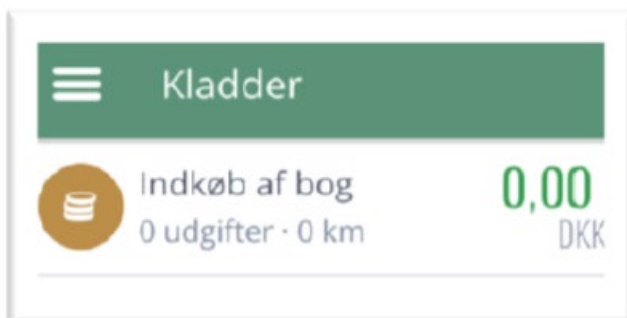 Kladder
Indkøb af bog
0,00
0 udgifter · 0 km
DKK